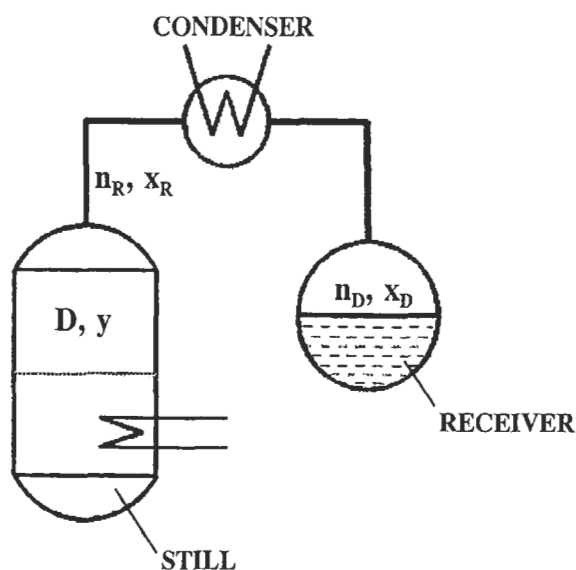 CONDENSER
n_R, x_R
D, y
n_D, x_D
RECEIVER
STILL